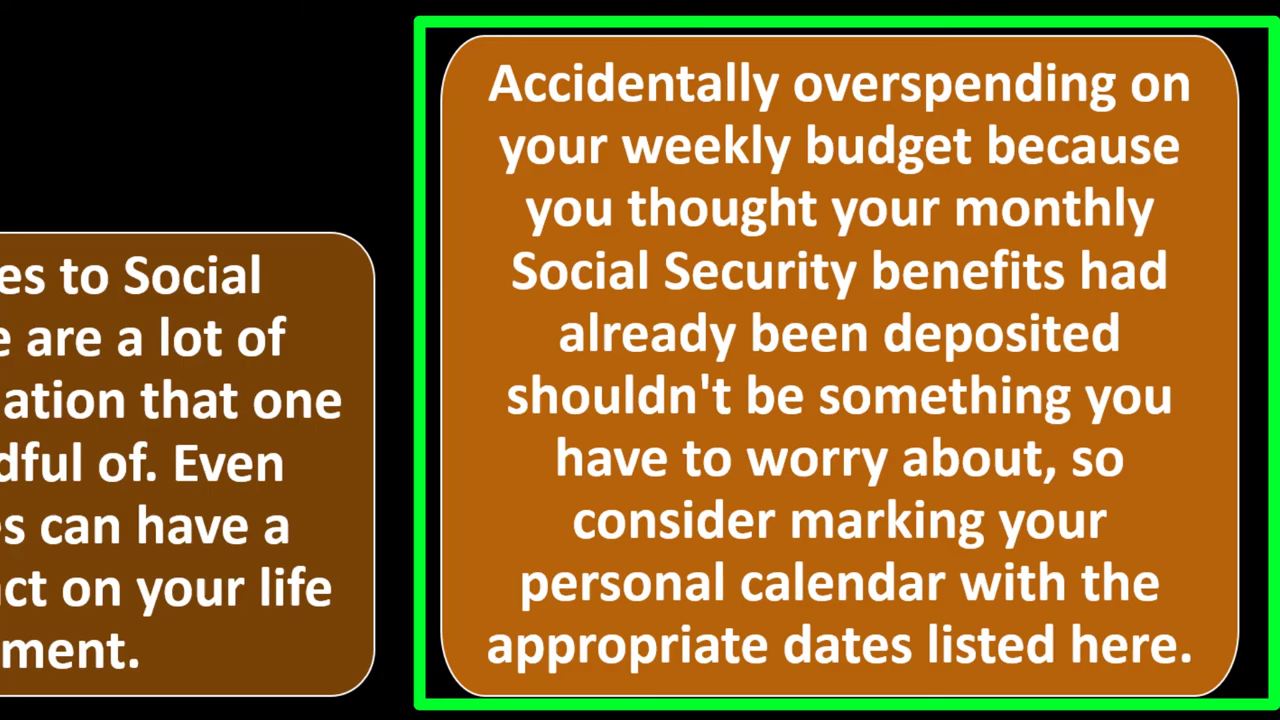 es to Social
are a lot of
ation that one
dful of. Even
s can have a
ct on your life
ment.
Accidentally overspending on
your weekly budget because
you thought your monthly
Social Security benefits had
already been deposited
shouldn't be something you
have to worry about, so
consider marking your
personal calendar with the
appropriate dates listed here.